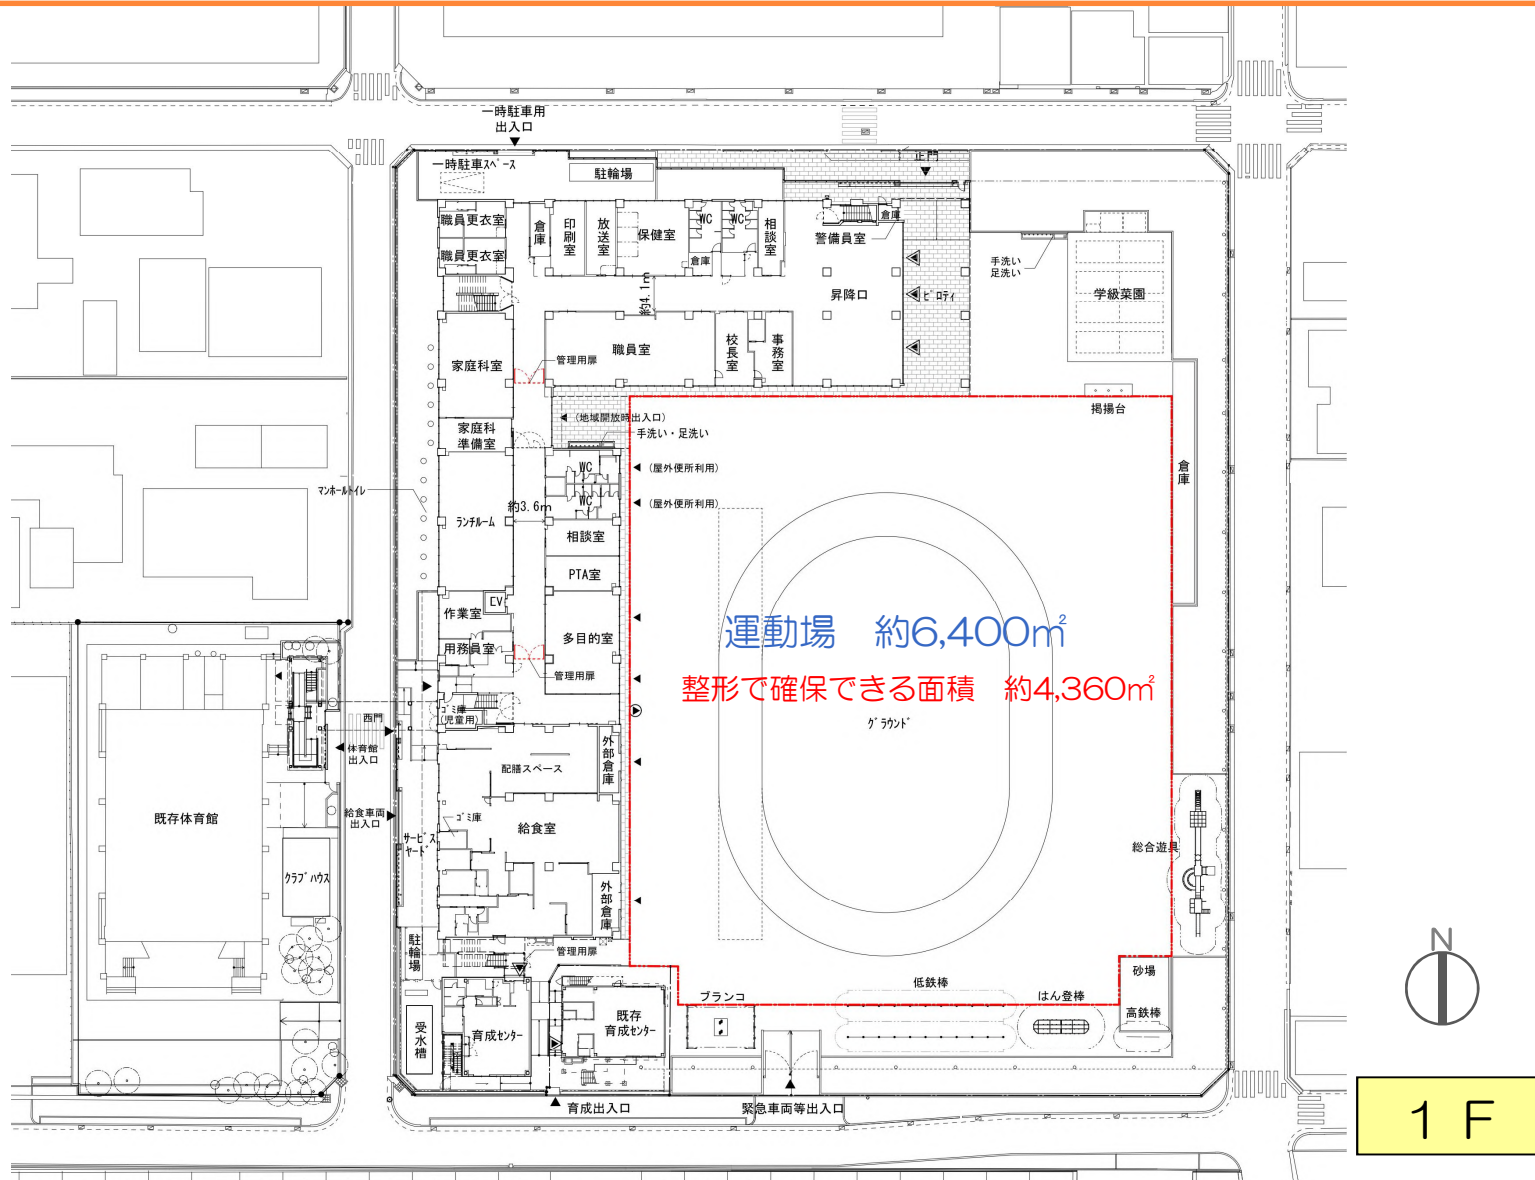 一時駐車用
出入口
一時駐車ｽﾍﾟｰｽ
駐輪場
正門
職員更衣室
職員更衣室
倉庫
印刷室
放送室
保健室
WC
WC
倉庫
相談室
倉庫
警備員室
手洗い
足洗い
学級菜園
約4.1m
昇降口
ﾋﾟﾛﾃｨ
家庭科室
管理用扉
職員室
校長室
事務室
掲揚台
家庭科
準備室
(地域開放時出入口)
手洗い・足洗い
WC
(屋外便所利用)
倉庫
ﾏﾝﾎｰﾙﾄｲﾚ
ﾗﾝﾁﾙｰﾑ
約3.6m
WC
(屋外便所利用)
相談室
PTA室
作業室
EV
用務員室
多目的室
管理用扉
運動場　約6,400㎡
整形で確保できる面積　約4,360㎡
ｸﾞﾗｳﾝﾄﾞ
ｺﾞﾐ庫
(児童用)
西門
体育館
出入口
配膳スペース
外部倉庫
既存体育館
給食車両
出入口
ｻｰﾋﾞｽ
ﾔｰﾄﾞ
ｺﾞﾐ庫
給食室
総合遊具
ｸﾗﾌﾞﾊｳｽ
外部倉庫
駐輪場
管理用扉
砂場
低鉄棒
はん登棒
ブランコ
高鉄棒
受水槽
育成ｾﾝﾀｰ
既存
育成ｾﾝﾀｰ
育成出入口
緊急車両等出入口
N
1 F